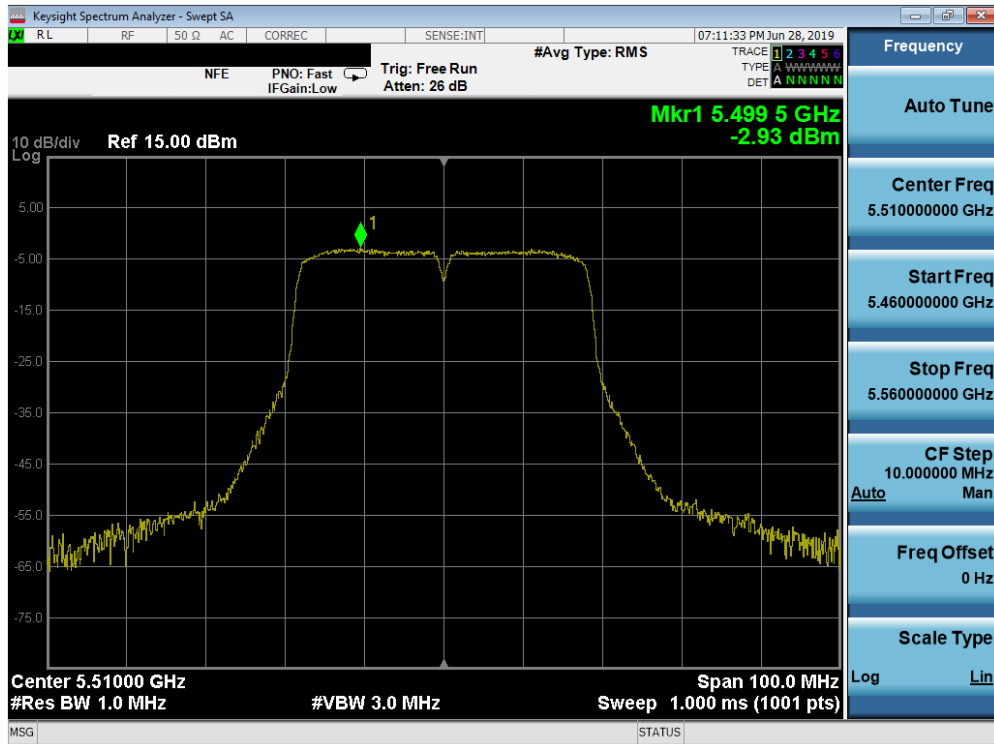 Keysight Spectrum Analyzer - Swept SA
LXI RL RF 50 Ω AC CORREC SENSE:INT 07:11:33 PM Jun 28, 2019
NFE PNO: Fast Trig: Free Run #Avg Type: RMS TRACE 1 2 3 4 5 6
IFGain:Low Atten: 26 dB TYPE A WWWWW
DET A N N N N N
Mkr1 5.499 5 GHz
-2.93 dBm
10 dB/div Ref 15.00 dBm
Log
1
5.00
-5.00
-15.0
-25.0
-35.0
-45.0
-55.0
-65.0
-75.0
Center 5.51000 GHz Span 100.0 MHz
#Res BW 1.0 MHz #VBW 3.0 MHz Sweep 1.000 ms (1001 pts)
MSG STATUS
Frequency
Auto Tune
Center Freq
5.510000000 GHz
Start Freq
5.460000000 GHz
Stop Freq
5.560000000 GHz
CF Step
10.000000 MHz
Auto Man
Freq Offset
0 Hz
Scale Type
Log Lin